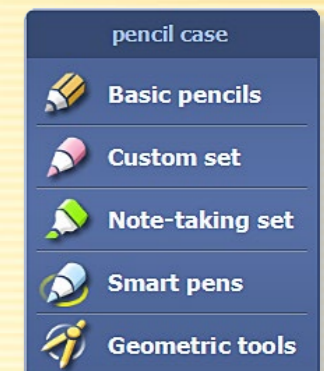 pencil case
Basic pencils
Custom set
Note-taking set
Smart pens
Geometric tools